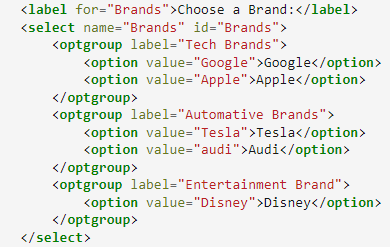 <label for="Brands">Choose a Brand:</label>
<select name="Brands" id="Brands">
    <optgroup label="Tech Brands">
        <option value="Google">Google</option>
        <option value="Apple">Apple</option>
    </optgroup>
    <optgroup label="Automative Brands">
        <option value="Tesla">Tesla</option>
        <option value="audi">Audi</option>
    </optgroup>
    <optgroup label="Entertainment Brand">
        <option value="Disney">Disney</option>
    </optgroup>
</select>